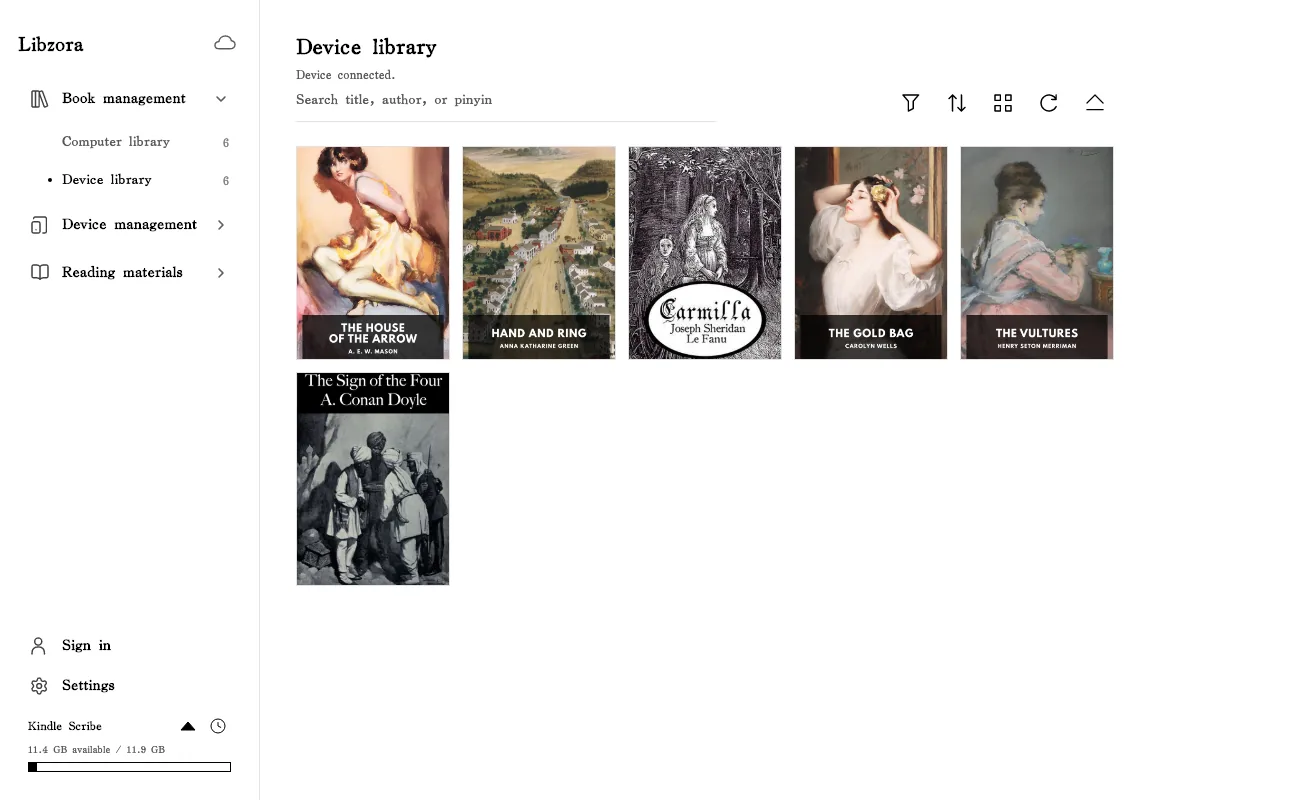 Libzora
Book management
Computer library 6
Device library 6
Device management
Reading materials
Sign in
Settings
Kindle Scribe
11.4 GB available / 11.9 GB
Device library
Device connected.
Search title, author, or pinyin
THE HOUSE
OF THE ARROW
A. E. W. MASON
HAND AND RING
ANNA KATHARINE GREEN
Carmilla
Joseph Sheridan
Le Fanu
THE GOLD BAG
CAROLYN WELLS
THE VULTURES
HENRY SETON MERRIMAN
The Sign of the Four
A. Conan Doyle